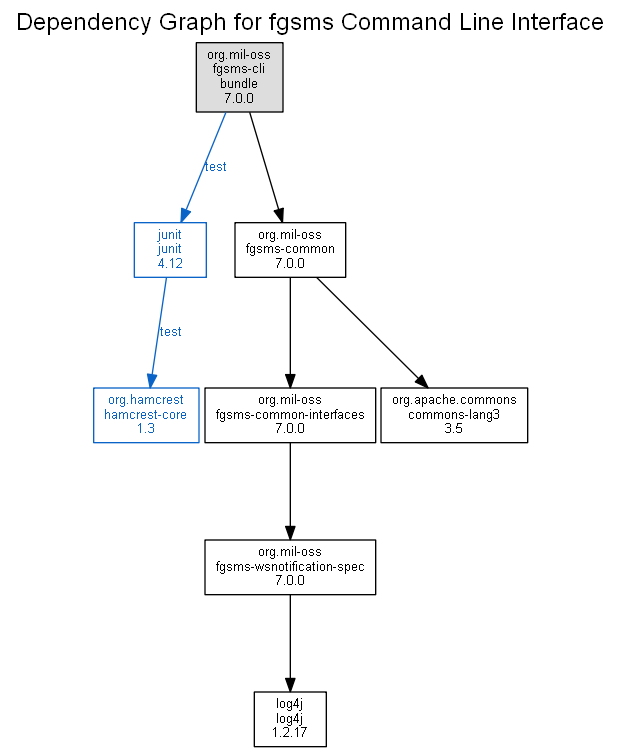 Dependency Graph for fgsms Command Line Interface
org.mil-oss
fgsms-cli
bundle
7.0.0
test
junit
junit
4.12
org.mil-oss
fgsms-common
7.0.0
test
org.hamcrest
hamcrest-core
1.3
org.mil-oss
fgsms-common-interfaces
7.0.0
org.apache.commons
commons-lang3
3.5
org.mil-oss
fgsms-wsnotification-spec
7.0.0
log4j
log4j
1.2.17